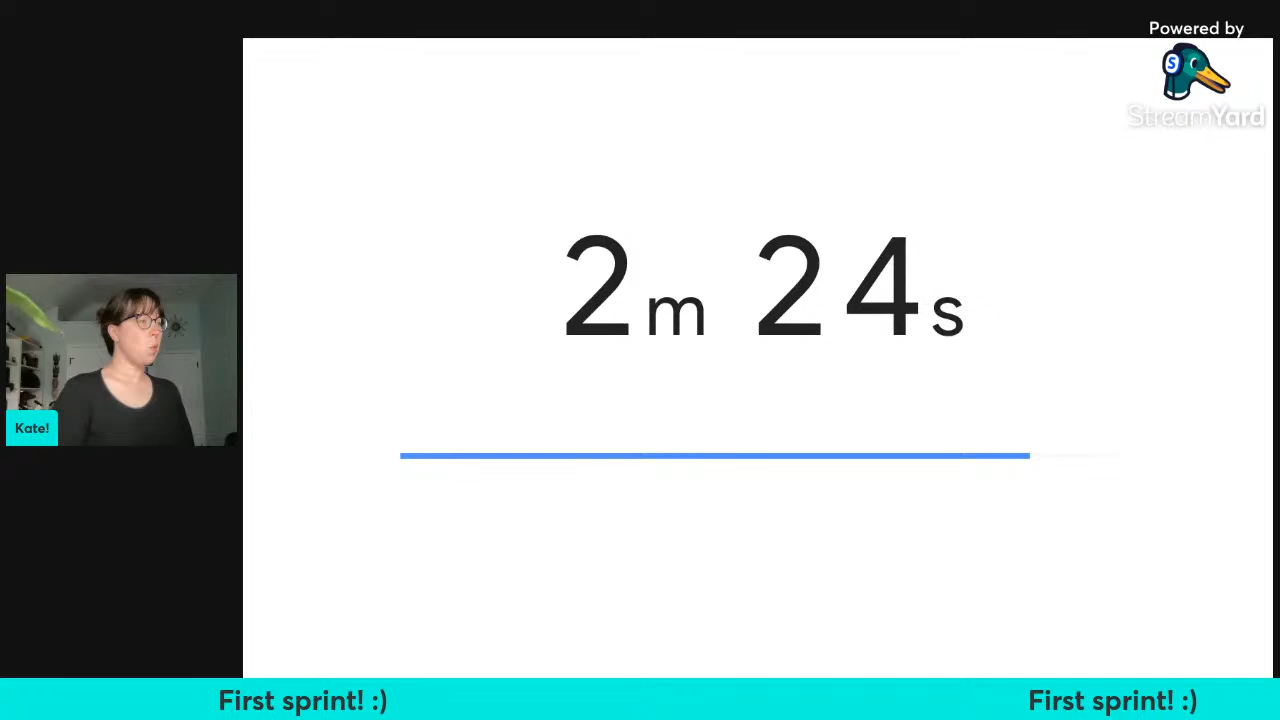 Powered by
S
StreamYard
2m 24s
Kate!
First sprint! :)
First sprint! :)